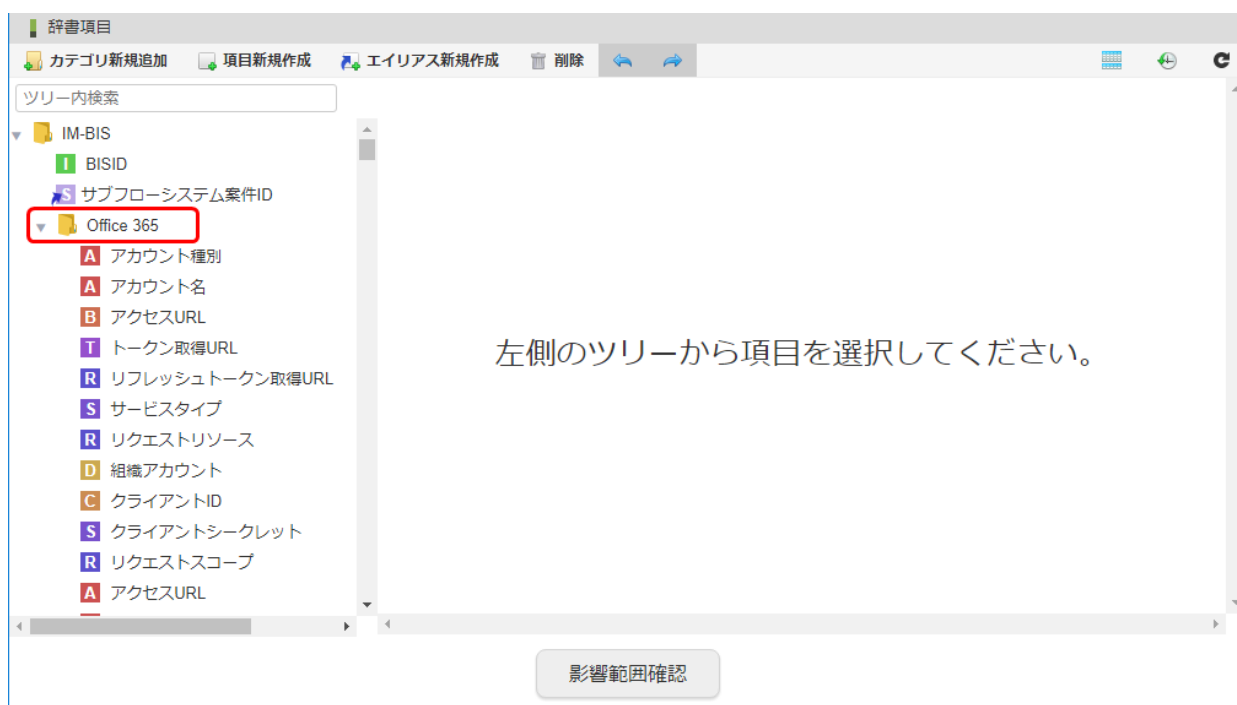 辞書項目
カテゴリ新規追加 項目新規作成 エイリアス新規作成 削除
ツリー内検索
IM-BIS
I BISID
S サブフローシステム案件ID
Office 365
A アカウント種別
A アカウント名
B アクセスURL
T トークン取得URL
R リフレッシュトークン取得URL
S サービスタイプ
R リクエストリソース
D 組織アカウント
C クライアントID
S クライアントシークレット
R リクエストスコープ
A アクセスURL
左側のツリーから項目を選択してください。
影響範囲確認